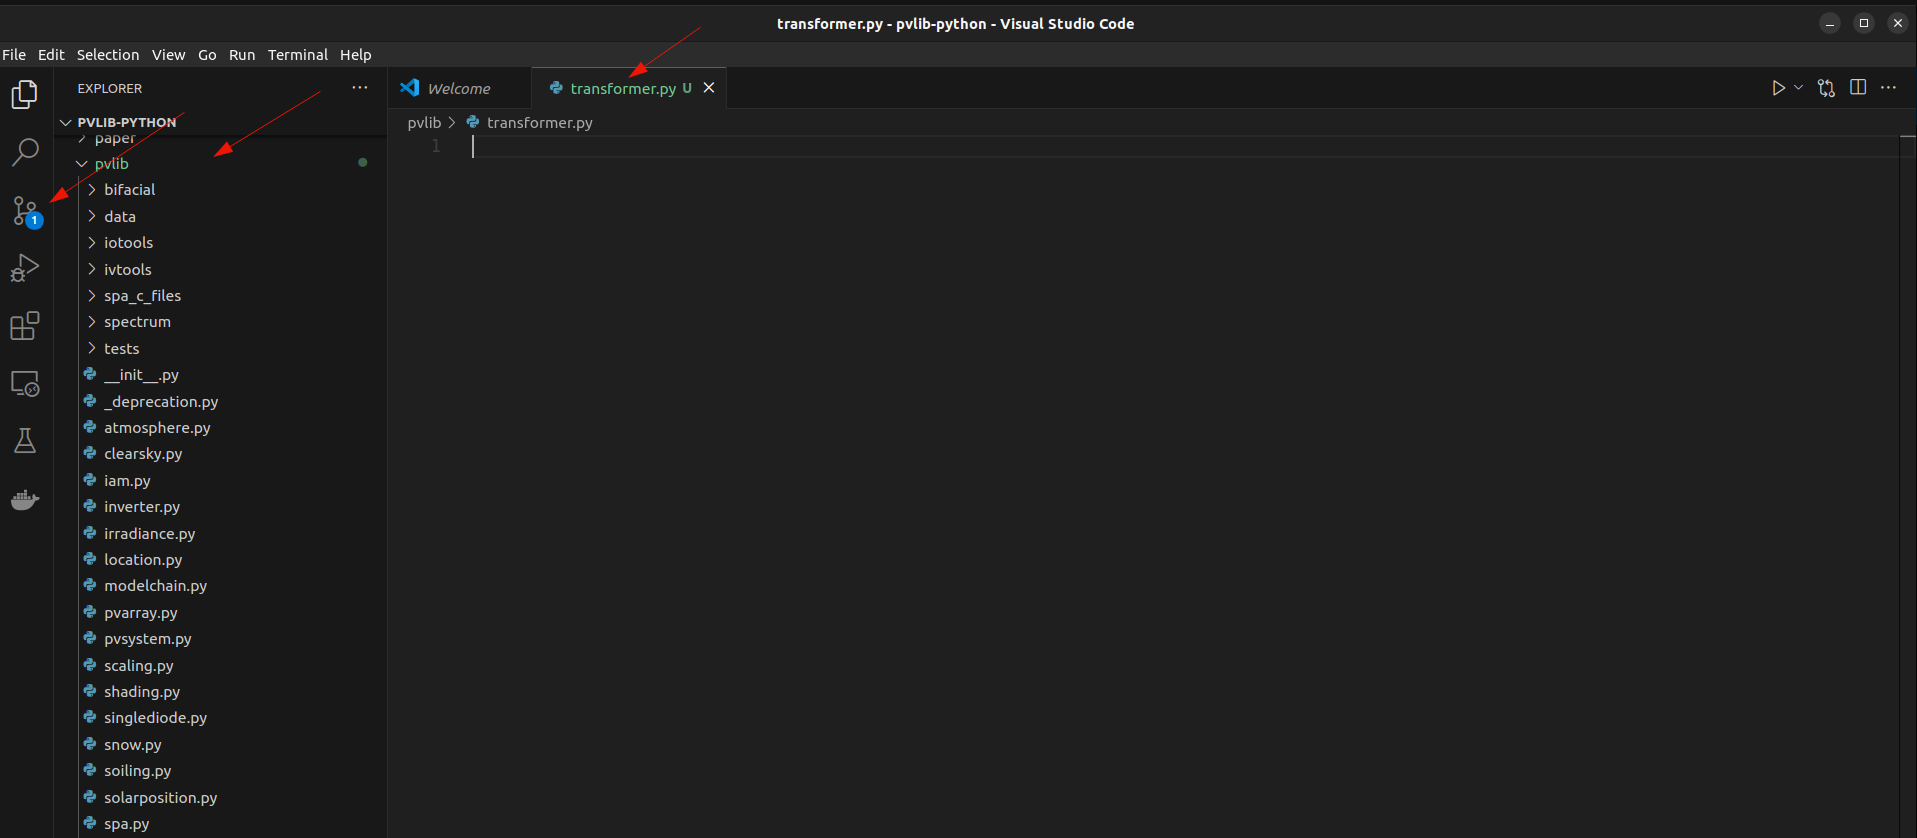 transformer.py - pvlib-python - Visual Studio Code
File Edit Selection View Go Run Terminal Help
EXPLORER
PVLIB-PYTHON
paper
pvlib
bifacial
data
iotools
ivtools
spa_c_files
spectrum
tests
__init__.py
_deprecation.py
atmosphere.py
clearsky.py
iam.py
inverter.py
irradiance.py
location.py
modelchain.py
pvarray.py
pvsystem.py
scaling.py
shading.py
singlediode.py
snow.py
soiling.py
solarposition.py
spa.py
1
Welcome
transformer.py U
pvlib > transformer.py
1